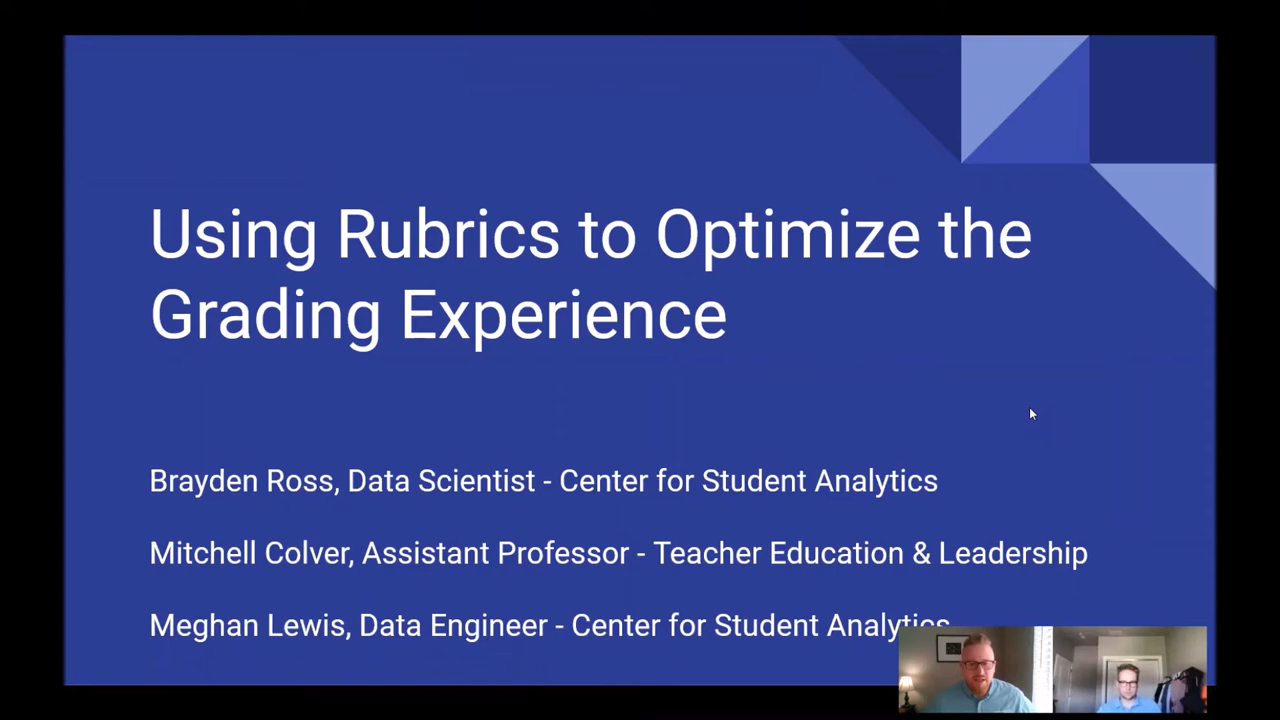 Using Rubrics to Optimize the
Grading Experience
Brayden Ross, Data Scientist - Center for Student Analytics
Mitchell Colver, Assistant Professor - Teacher Education & Leadership
Meghan Lewis, Data Engineer - Center for Student Analytics